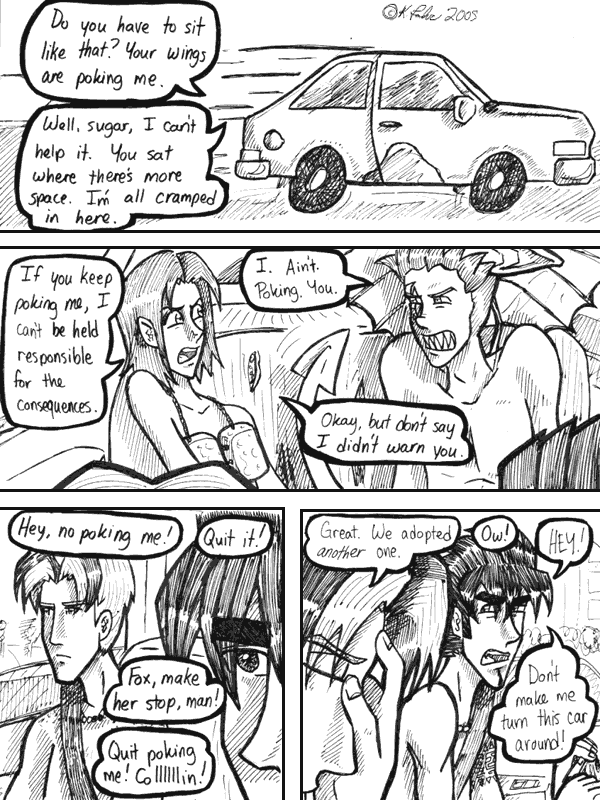 Do you have to sit
like that? Your wings
are poking me.
Well, sugar, I can't
help it. You sat
where there's more
space. I'm all cramped
in here.
If you keep
poking me, I
can't be held
responsible
for the
consequences.
I. Ain't.
Poking. You.
Okay, but don't say
I didn't warn you.
Hey, no poking me!
Quit it!
Fox, make
her stop, man!
Quit poking
me! Collllllin!
Great. We adopted
another one.
Ow!
HEY!
Don't
make me
turn this car
around!